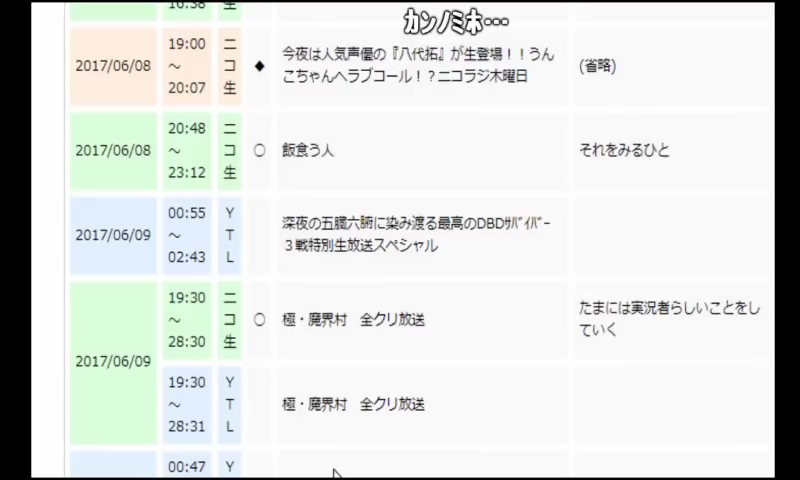 16:38
生
カンノミホ…
2017/06/08
19:00
～
20:07
ニ
コ
生
◆
今夜は人気声優の『八代拓』が生登場！！うん
こちゃんへラブコール！？ニコラジ木曜日
(省略)
2017/06/08
20:48
～
23:12
ニ
コ
生
○
飯食う人
それをみるひと
2017/06/09
00:55
～
02:43
Y
T
L
深夜の五臓六腑に染み渡る最高のDBDｻﾊﾞｲﾊﾞｰ
３戦特別生放送スペシャル
2017/06/09
19:30
～
28:30
ニ
コ
生
○
極・魔界村　全クリ放送
たまには実況者らしいことをし
ていく
19:30
～
28:31
Y
T
L
極・魔界村　全クリ放送
00:47
Y